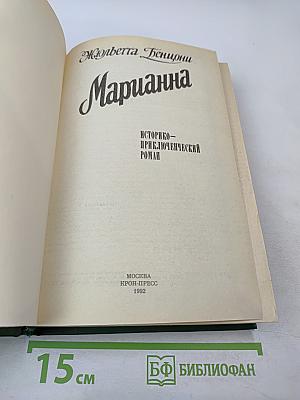 Жюльетта Бенцони
Марианна
ИСТОРИКО—
ПРИКЛЮЧЕНЧЕСКИЙ
РОМАН
МОСКВА
КРОН-ПРЕСС
1992
15 см
БФ БИБЛИОФАН